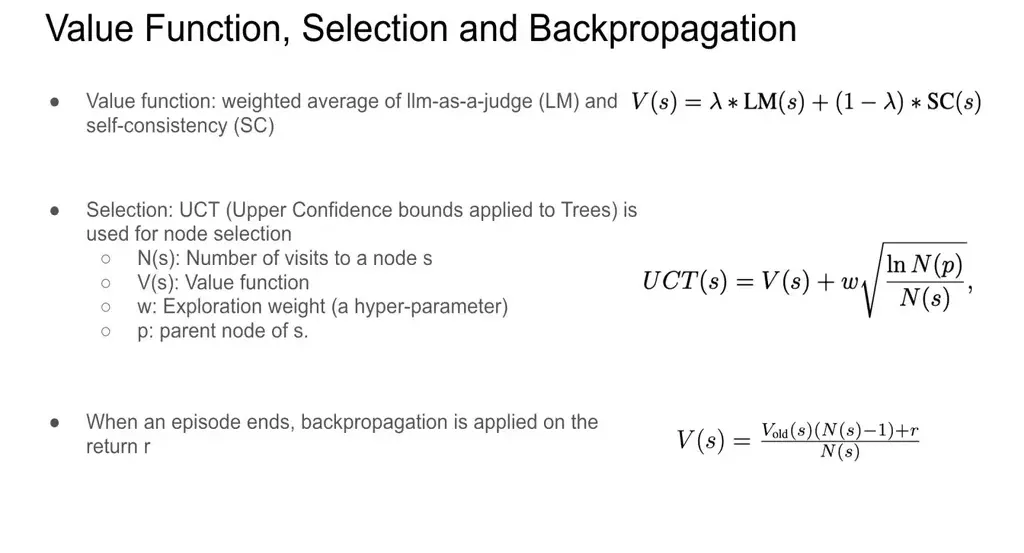 Value Function, Selection and Backpropagation
● Value function: weighted average of llm-as-a-judge (LM) and
self-consistency (SC)
V(s) = λ ∗ LM(s) + (1 − λ) ∗ SC(s)
● Selection: UCT (Upper Confidence bounds applied to Trees) is
used for node selection
○ N(s): Number of visits to a node s
○ V(s): Value function
○ w: Exploration weight (a hyper-parameter)
○ p: parent node of s.
UCT(s) = V(s) + w√(ln N(p) / N(s)),
● When an episode ends, backpropagation is applied on the
return r
V(s) = (V_old(s)(N(s)−1)+r) / N(s)